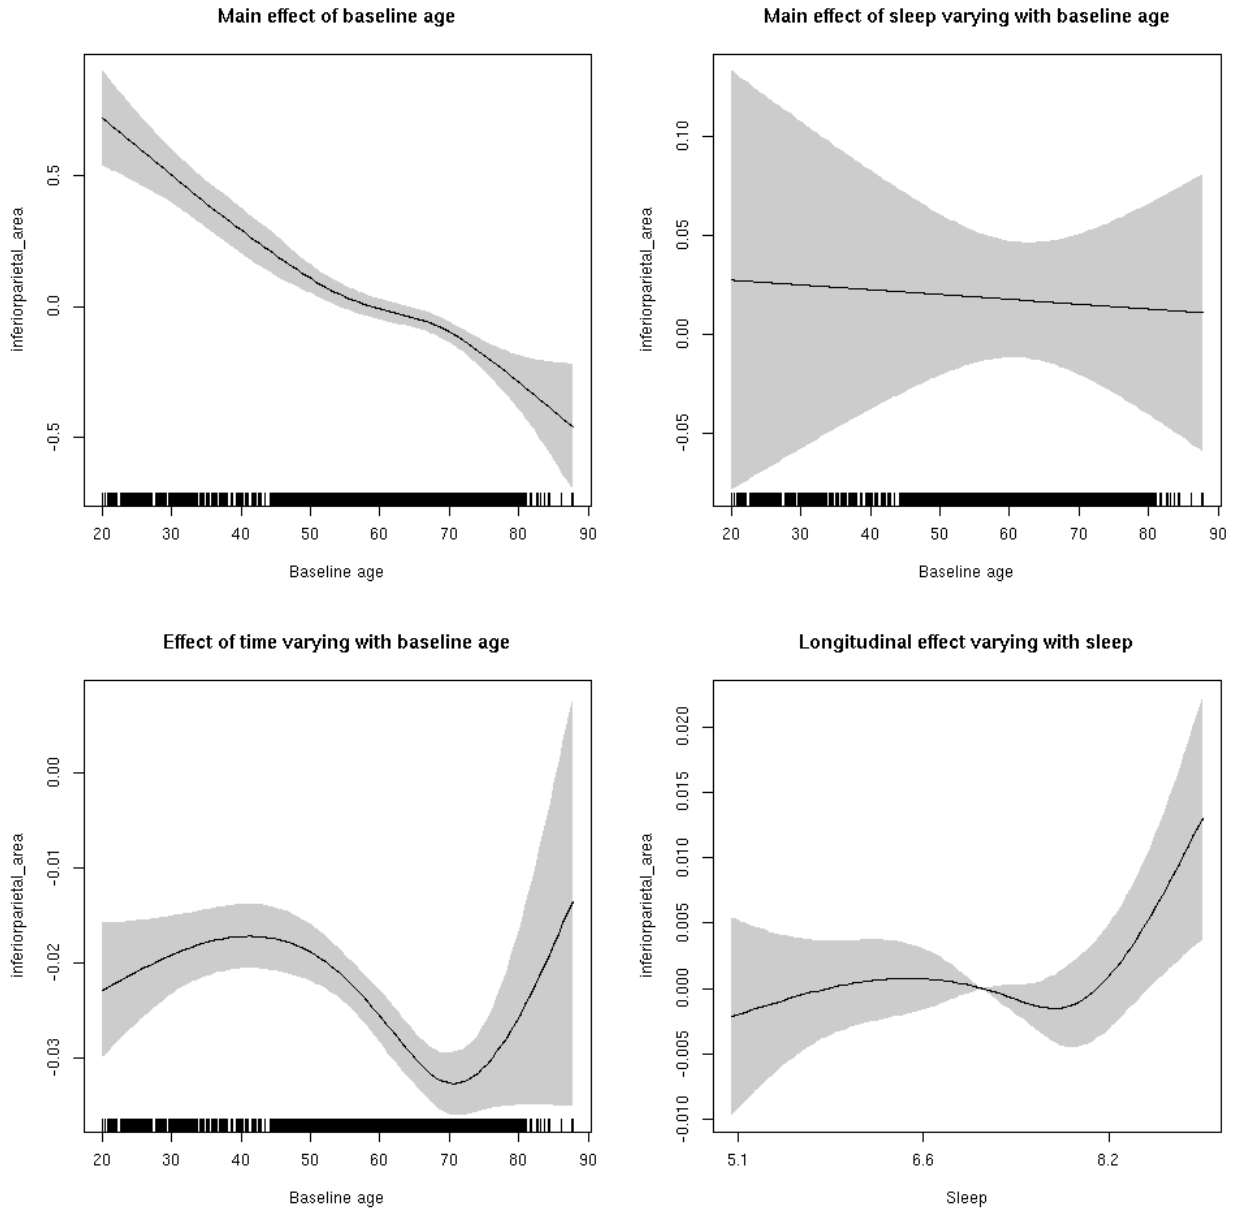 Main effect of baseline age
inferiorparietal_area
0.5
0.0
-0.5
20 30 40 50 60 70 80 90
Baseline age
Main effect of sleep varying with baseline age
inferiorparietal_area
0.10
0.05
0.00
-0.05
20 30 40 50 60 70 80 90
Baseline age
Effect of time varying with baseline age
inferiorparietal_area
0.00
-0.01
-0.02
-0.03
20 30 40 50 60 70 80 90
Baseline age
Longitudinal effect varying with sleep
inferiorparietal_area
0.020
0.015
0.010
0.005
0.000
-0.005
-0.010
5.1 6.6 8.2
Sleep